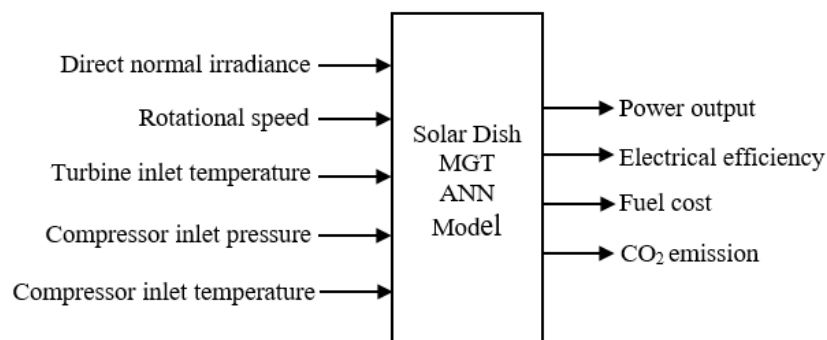 Direct normal irradiance
Rotational speed
Turbine inlet temperature
Compressor inlet pressure
Compressor inlet temperature
Solar Dish
MGT
ANN
Model
Power output
Electrical efficiency
Fuel cost
CO₂ emission